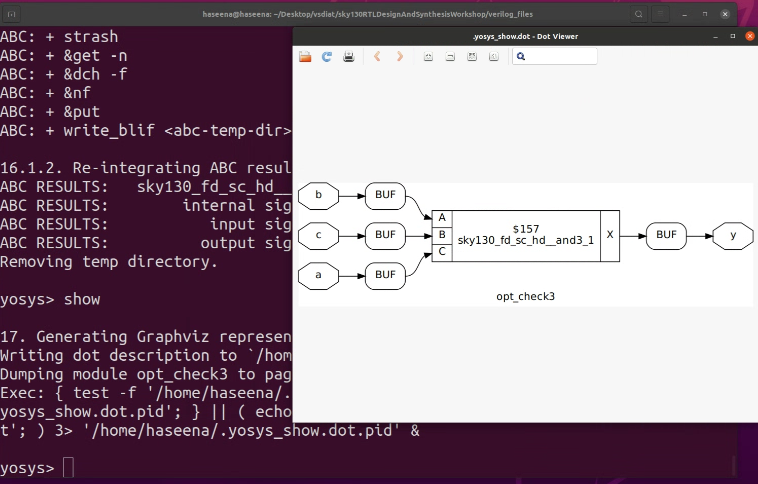 haseena@haseena: ~/Desktop/vsdiat/sky130RTLDesignAndSynthesisWorkshop/verilog_files
ABC: + strash
ABC: + &get -n
ABC: + &dch -f
ABC: + &nf
ABC: + &put
ABC: + write_blif <abc-temp-dir>
16.1.2. Re-integrating ABC resul
ABC RESULTS:   sky130_fd_sc_hd__
ABC RESULTS:        internal sig
ABC RESULTS:           input sig
ABC RESULTS:          output sig
Removing temp directory.
yosys> show
17. Generating Graphviz represen
Writing dot description to `/hom
Dumping module opt_check3 to pag
Exec: { test -f '/home/haseena/.
yosys_show.dot.pid'; } || ( echo
t'; ) 3> '/home/haseena/.yosys_show.dot.pid' &
yosys>
.yosys_show.dot - Dot Viewer
b
BUF
A
c
BUF
B
a
BUF
C
$157
sky130_fd_sc_hd__and3_1
X
BUF
y
opt_check3